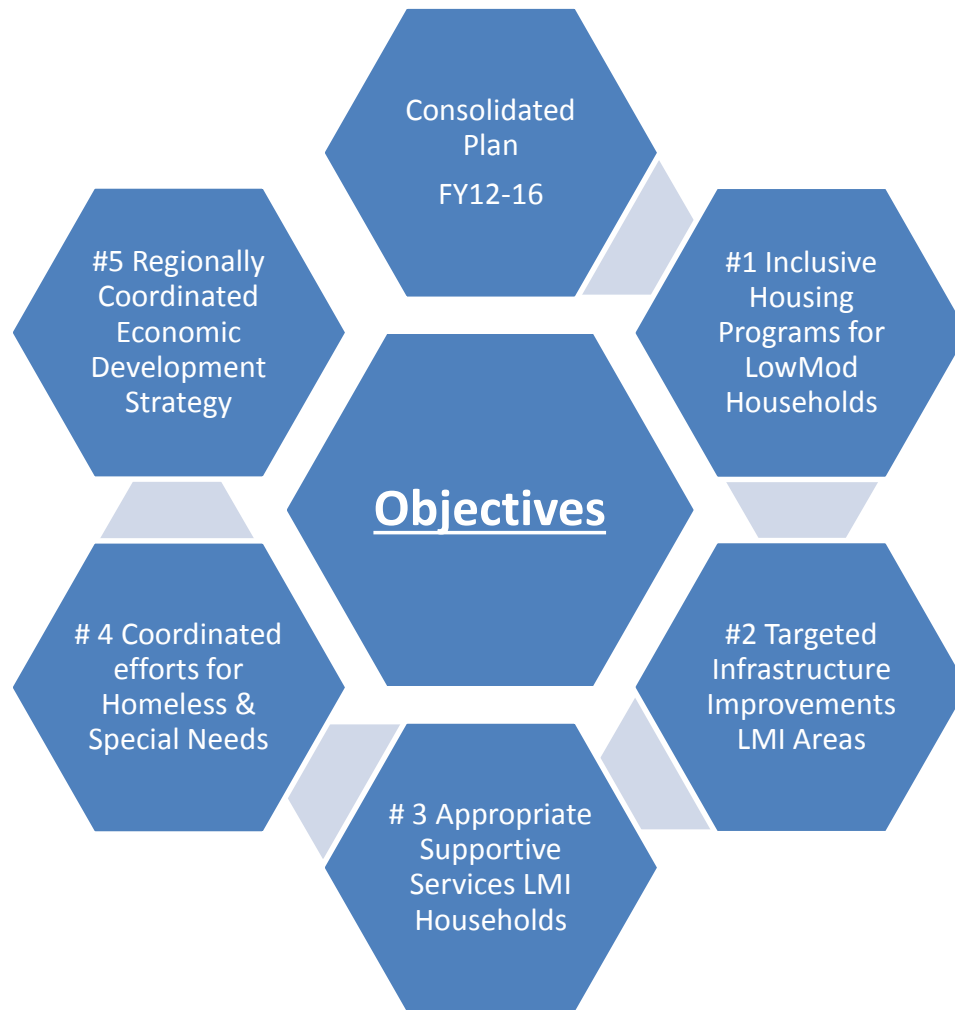 Consolidated
Plan
FY12-16
#1 Inclusive
Housing
Programs for
LowMod
Households
#2 Targeted
Infrastructure
Improvements
LMI Areas
# 3 Appropriate
Supportive
Services LMI
Households
# 4 Coordinated
efforts for
Homeless &
Special Needs
#5 Regionally
Coordinated
Economic
Development
Strategy
Objectives